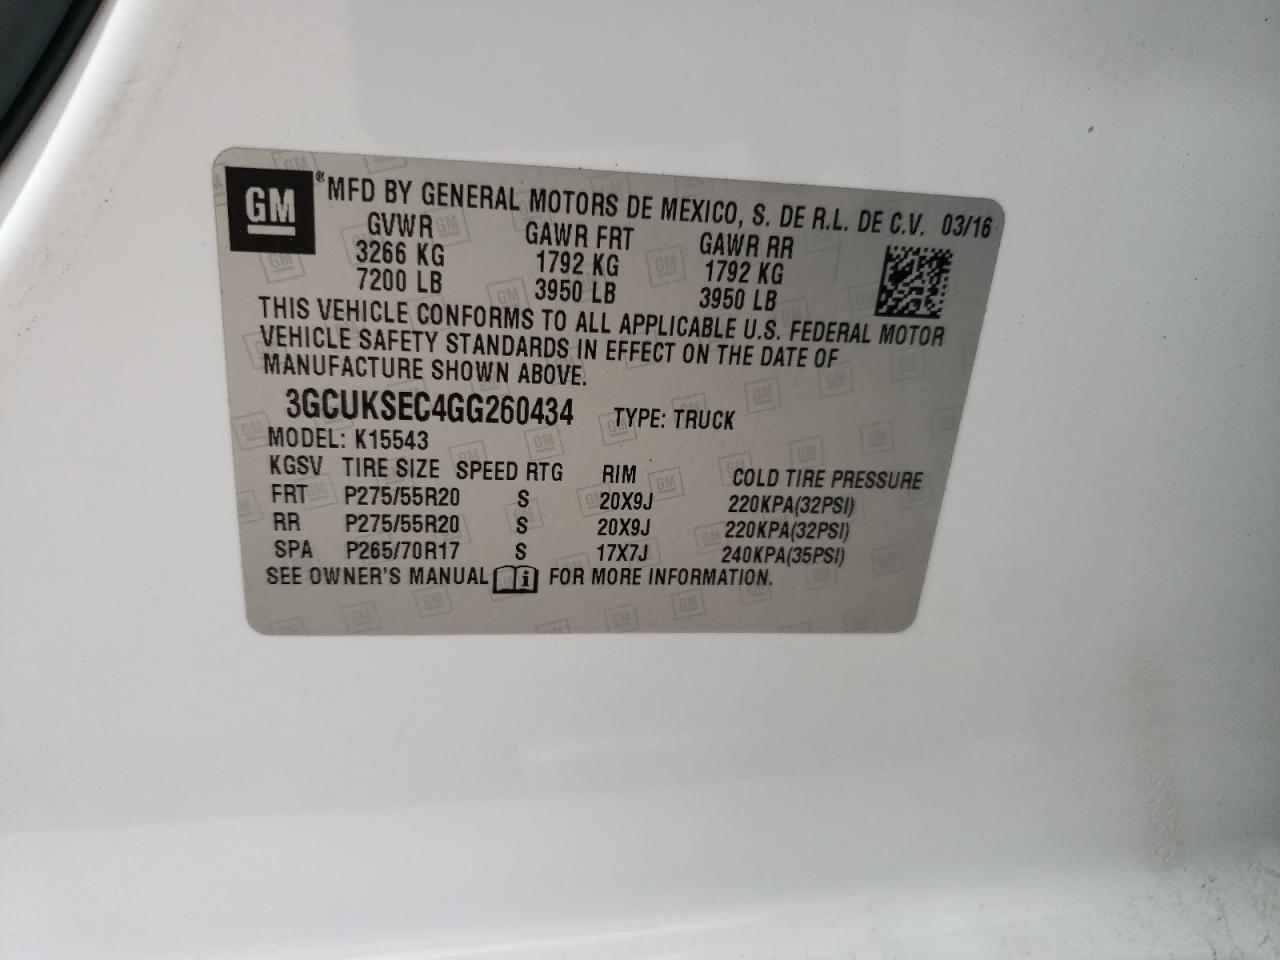 GM® MFD BY GENERAL MOTORS DE MEXICO, S. DE R.L. DE C.V. 03/16
GVWR GAWR FRT GAWR RR
3266 KG 1792 KG 1792 KG
7200 LB 3950 LB 3950 LB
THIS VEHICLE CONFORMS TO ALL APPLICABLE U.S. FEDERAL MOTOR
VEHICLE SAFETY STANDARDS IN EFFECT ON THE DATE OF
MANUFACTURE SHOWN ABOVE.
3GCUKSEC4GG260434 TYPE: TRUCK
MODEL: K15543
KGSV TIRE SIZE SPEED RTG RIM COLD TIRE PRESSURE
FRT P275/55R20 S 20X9J 220KPA(32PSI)
RR P275/55R20 S 20X9J 220KPA(32PSI)
SPA P265/70R17 S 17X7J 240KPA(35PSI)
SEE OWNER'S MANUAL i FOR MORE INFORMATION.